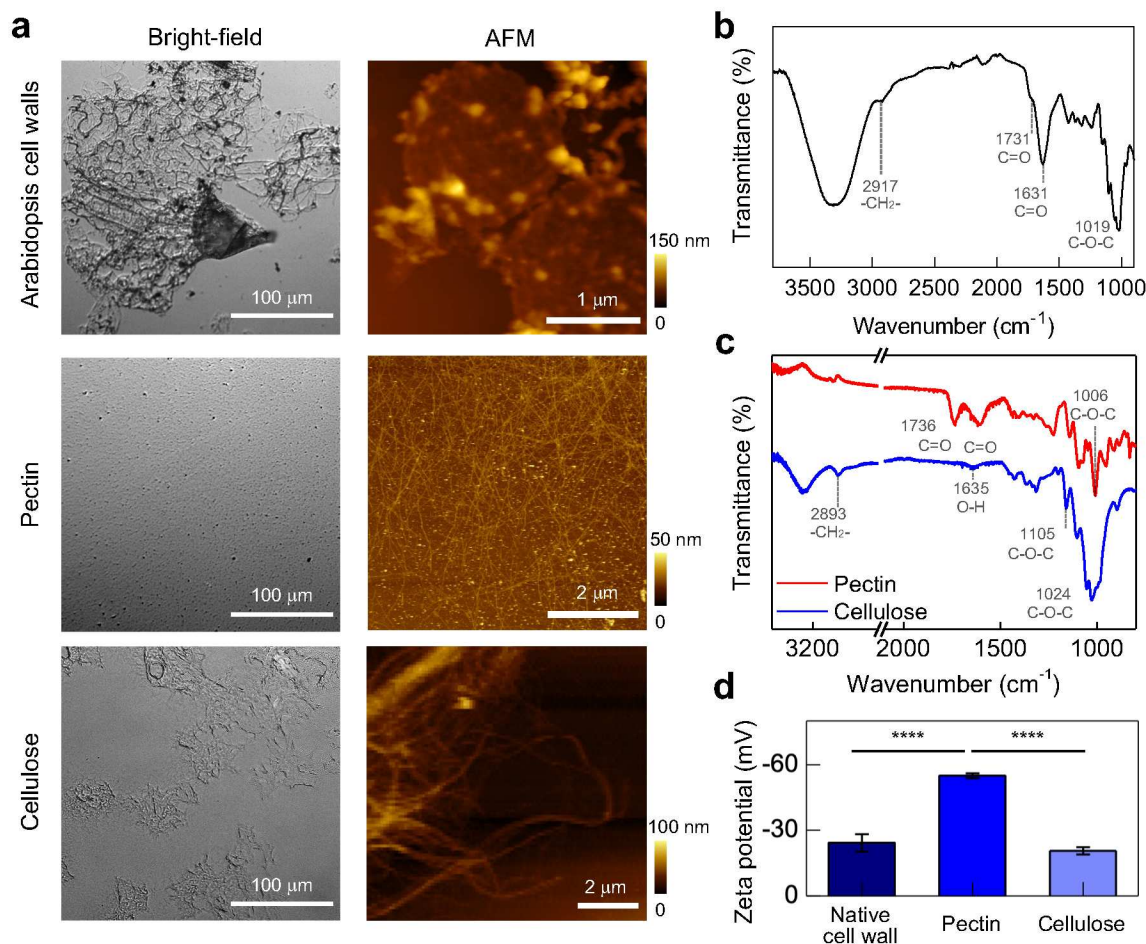 a
Bright-field
AFM
Arabidopsis cell walls
100 μm
1 μm
150 nm
0
Pectin
100 μm
2 μm
50 nm
0
Cellulose
100 μm
2 μm
100 nm
0
b
Transmittance (%)
2917
-CH₂-
1731
C=O
1631
C=O
1019
C-O-C
3500 3000 2500 2000 1500 1000
Wavenumber (cm⁻¹)
c
Transmittance (%)
1736
C=O
C=O
1006
C-O-C
2893
-CH₂-
1635
O-H
1105
C-O-C
1024
C-O-C
Pectin
Cellulose
3200 2000 1500 1000
Wavenumber (cm⁻¹)
d
Zeta potential (mV)
-60
-30
0
**** ****
Native
cell wall
Pectin
Cellulose